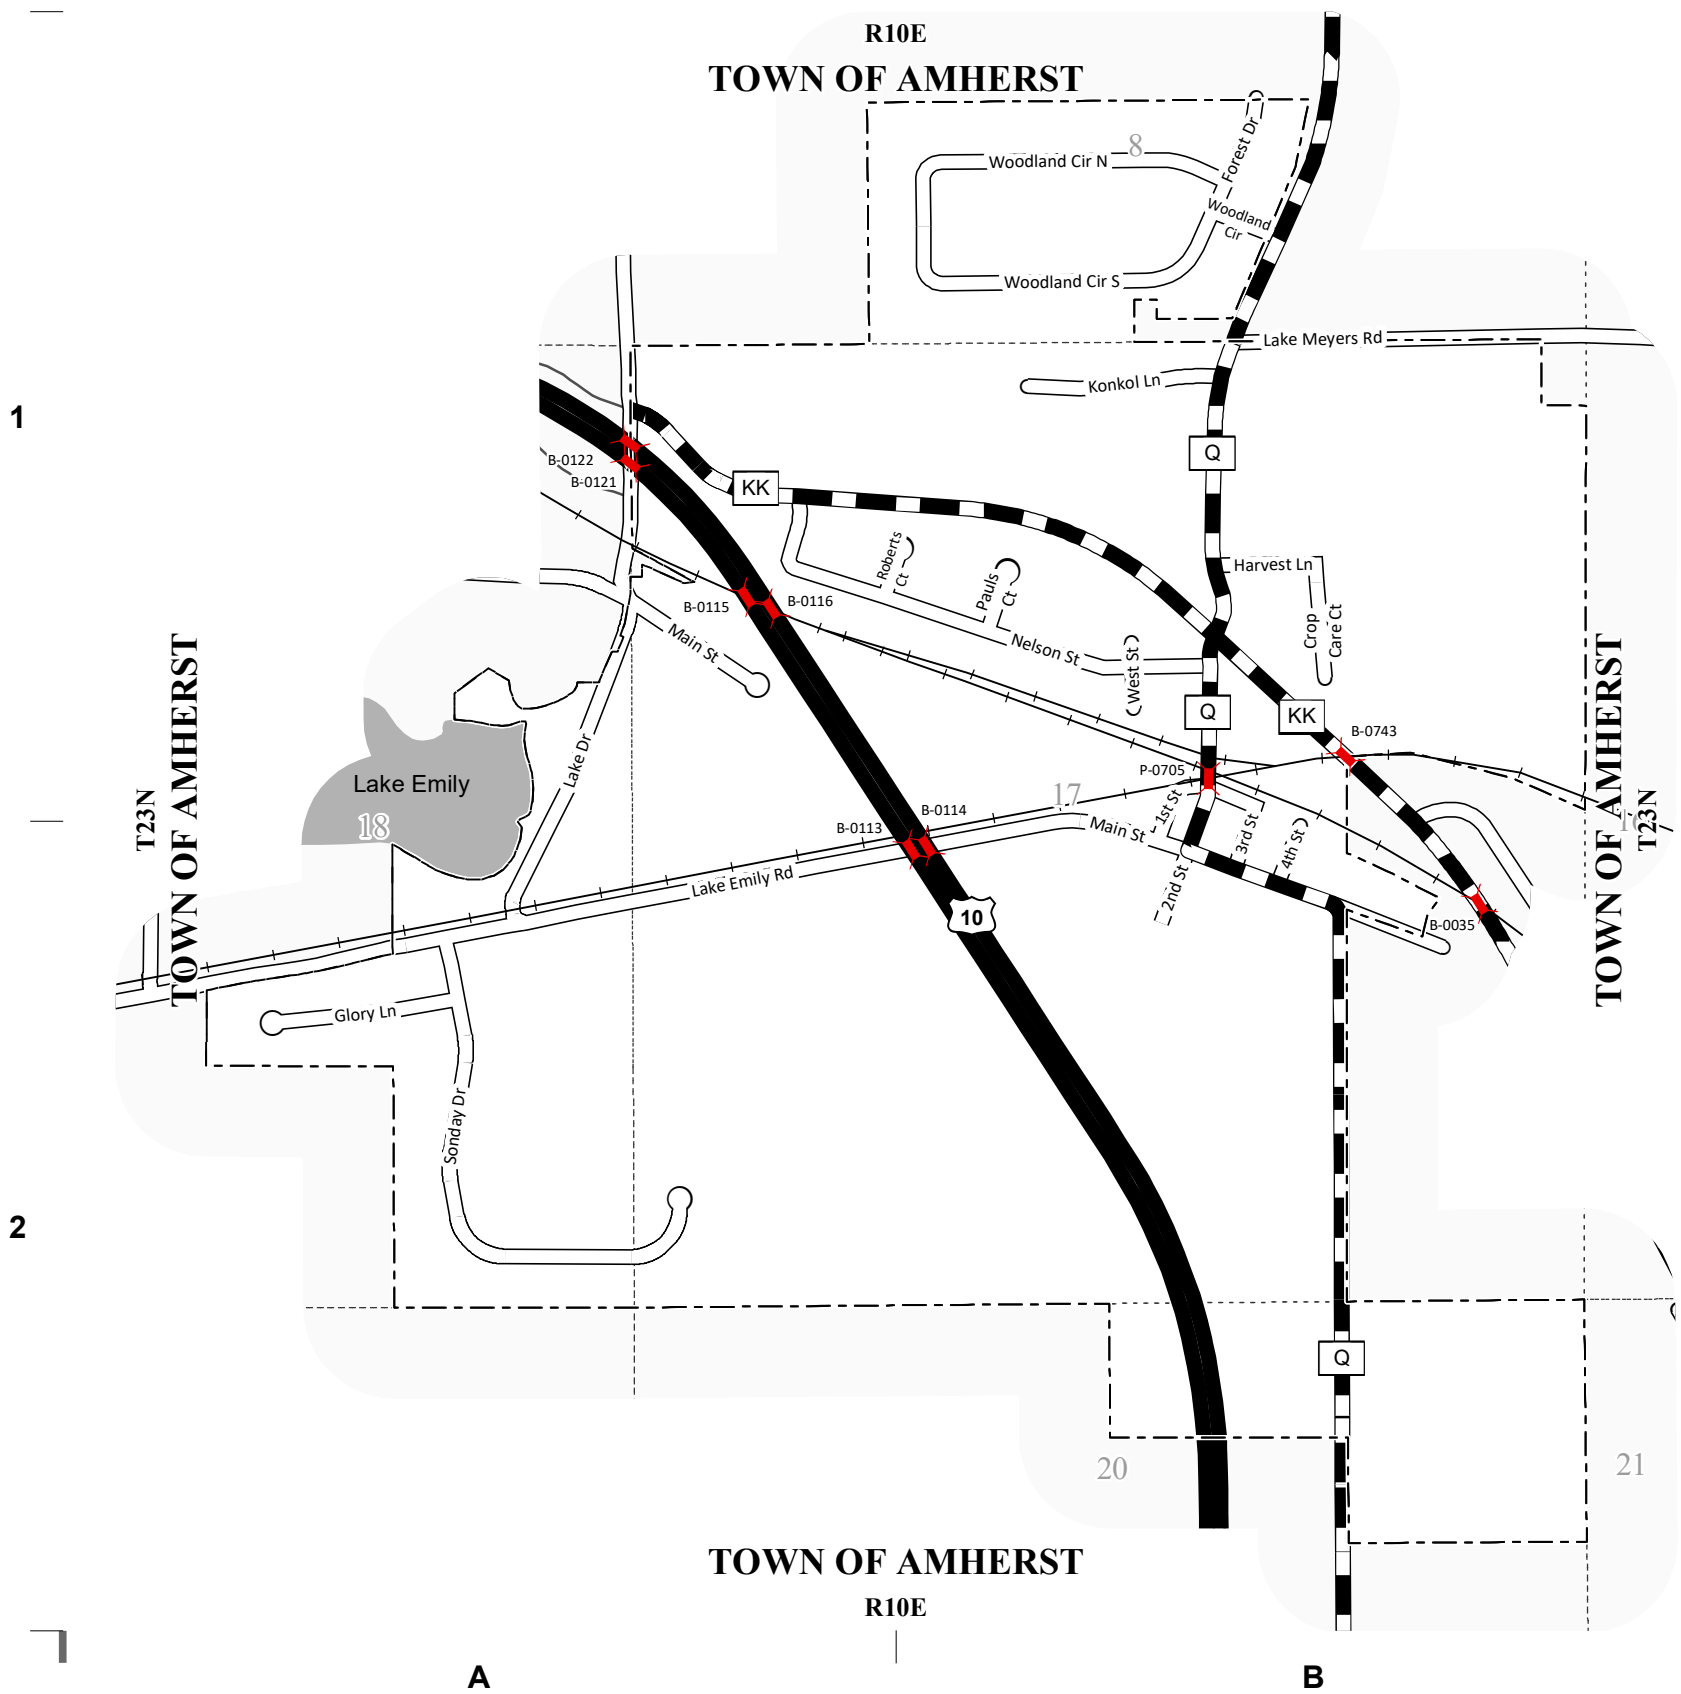 R10E
TOWN OF AMHERST
8
Forest Dr
Woodland Cir N
Woodland
Cir
Woodland Cir S
Lake Meyers Rd
Konkol Ln
1
Q
B-0122
B-0121
KK
Roberts
Ct
Pauls
Ct
Harvest Ln
B-0115
B-0116
Main St
Nelson St
West St
Crop
Care Ct
TOWN OF AMHERST
T23N
TOWN OF AMHERST
T23N
Q
KK
B-0743
Lake Dr
P-0705
Lake Emily
18
17
16
B-0113
B-0114
1st St
Main St
3rd St
4th St
2nd St
Lake Emily Rd
10
B-0035
Glory Ln
Sonday Dr
2
Q
20
21
TOWN OF AMHERST
R10E
A
B